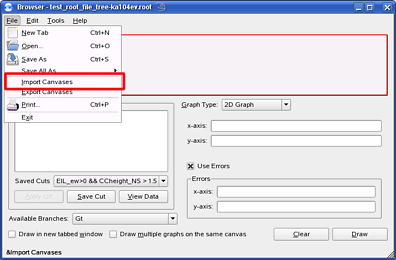 Browser - test_root_file_tree-ka104ev.root
File Edit Tools Help
New Tab Ctrl+N
Open... Ctrl+O
Save As Ctrl+S
Save All As
Import Canvases
Export Canvases
Print... Ctrl+P
Exit
Graph Type: 2D Graph
x-axis:
y-axis:
Use Errors
Errors
x-axis:
y-axis:
Saved Cuts EIL_ew>0 && CCheight_NS > 1.5
Apply Cut Save Cut View Data
Available Branches: Gt
Draw in new tabbed window Draw multiple graphs on the same canvas Clear Draw
&Import Canvases